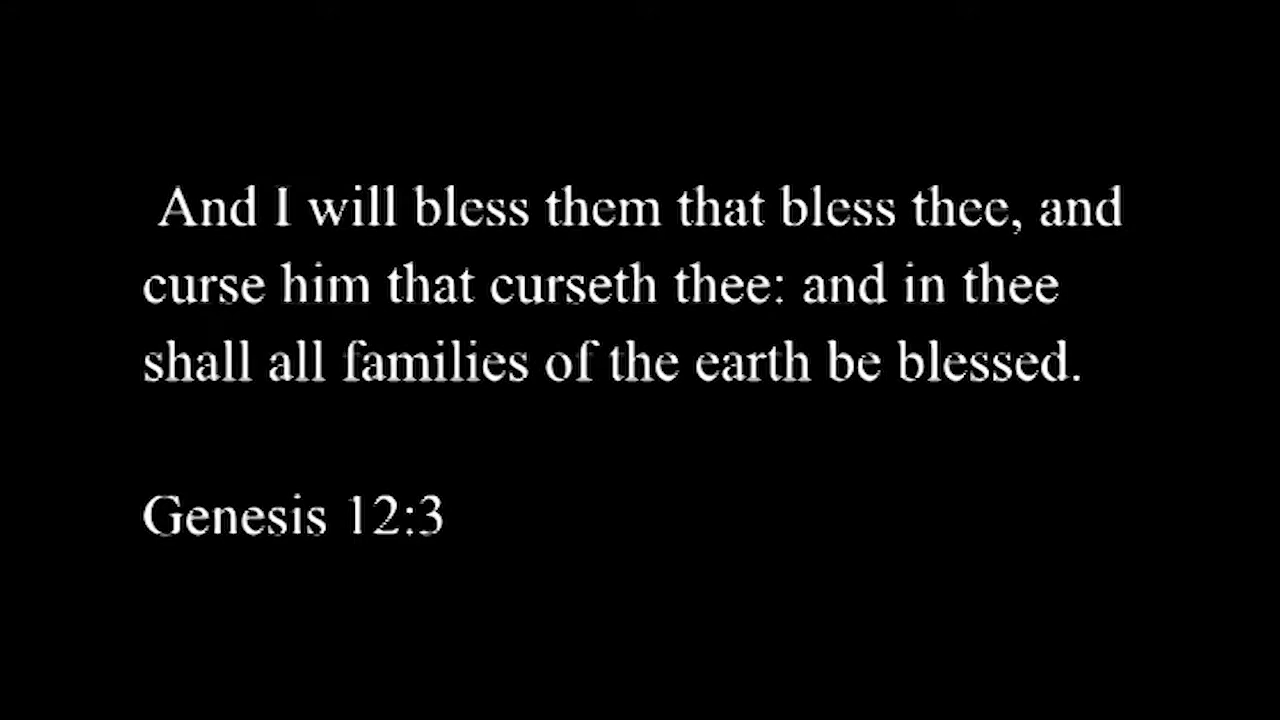 And I will bless them that bless thee, and
curse him that curseth thee: and in thee
shall all families of the earth be blessed.
Genesis 12:3